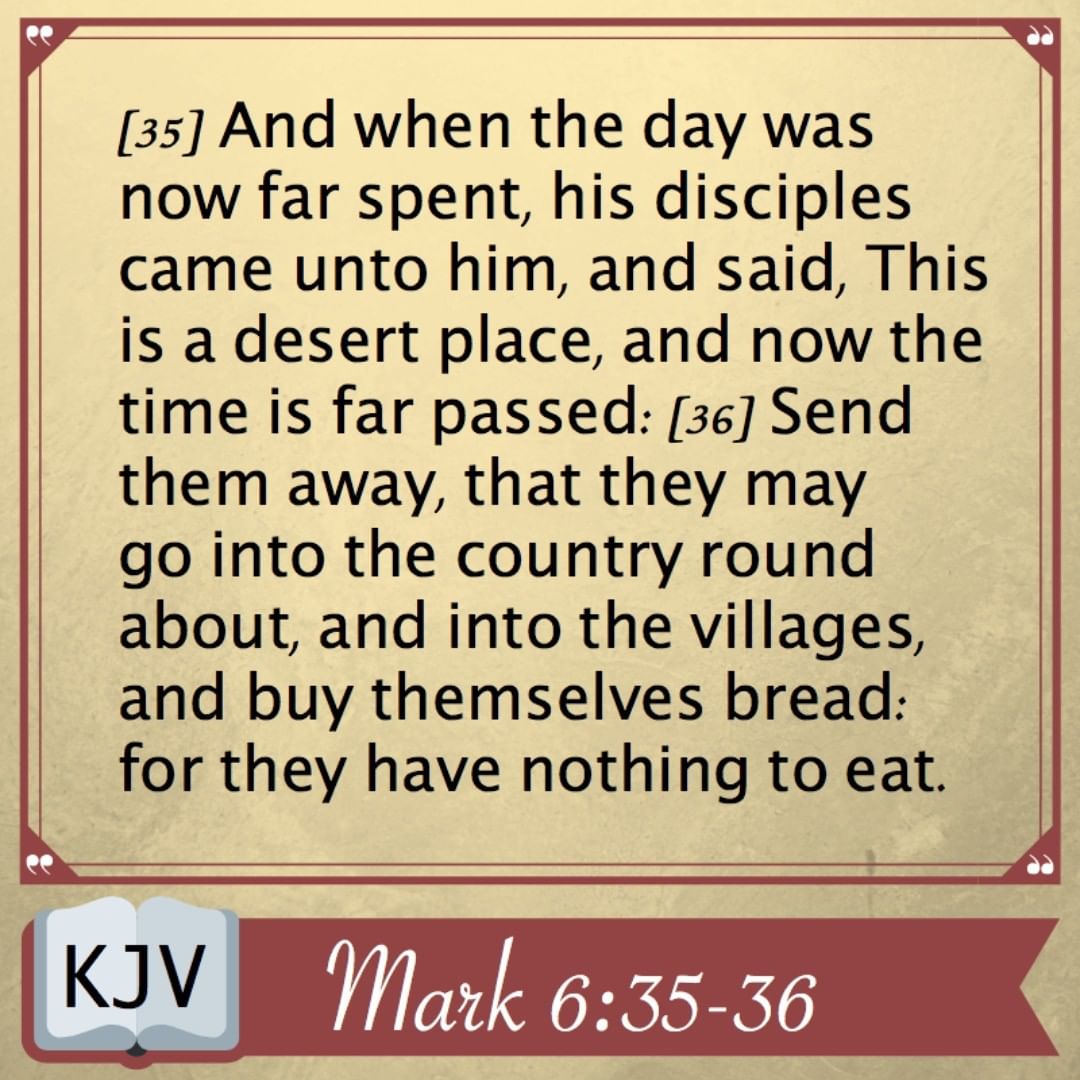 [35] And when the day was
now far spent, his disciples
came unto him, and said, This
is a desert place, and now the
time is far passed: [36] Send
them away, that they may
go into the country round
about, and into the villages,
and buy themselves bread:
for they have nothing to eat.
KJV
Mark 6:35-36